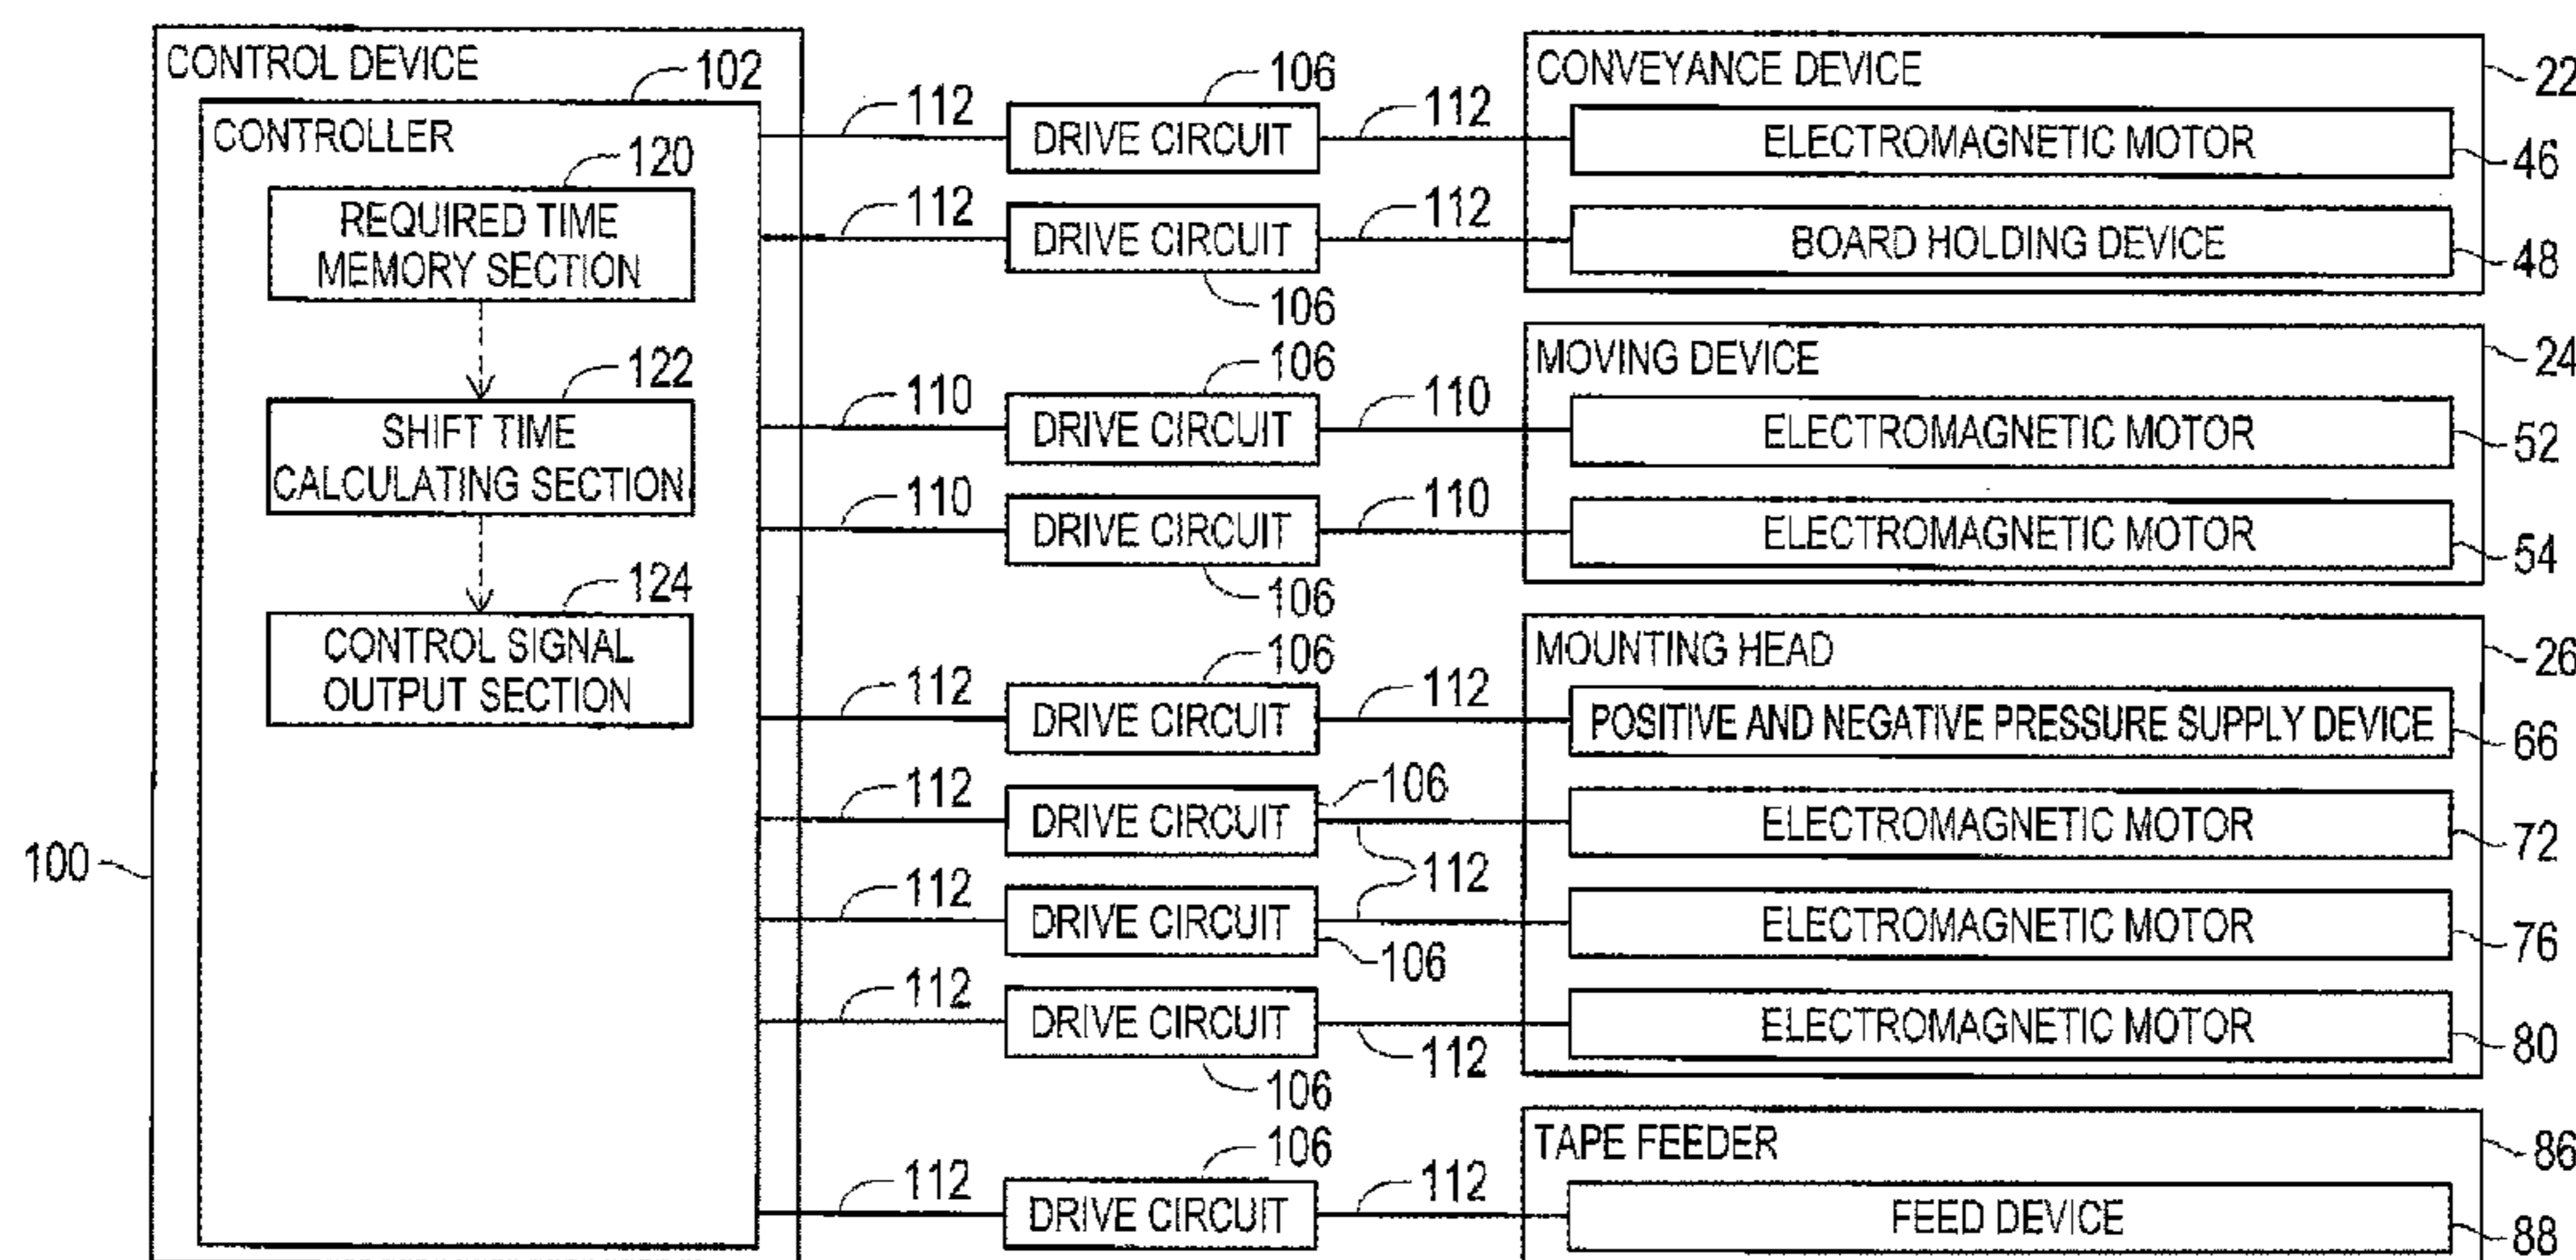 CONTROL DEVICE
102
CONTROLLER
120
REQUIRED TIME
MEMORY SECTION
122
SHIFT TIME
CALCULATING SECTION
124
CONTROL SIGNAL
OUTPUT SECTION
100
112
106
DRIVE CIRCUIT
112
112
DRIVE CIRCUIT
106
112
110
106
DRIVE CIRCUIT
110
110
DRIVE CIRCUIT
106
110
112
106
DRIVE CIRCUIT
112
112
DRIVE CIRCUIT
106
112
112
DRIVE CIRCUIT
106
112
DRIVE CIRCUIT
106
112
112
106
DRIVE CIRCUIT
112
CONVEYANCE DEVICE
22
ELECTROMAGNETIC MOTOR
46
BOARD HOLDING DEVICE
48
MOVING DEVICE
24
ELECTROMAGNETIC MOTOR
52
ELECTROMAGNETIC MOTOR
54
MOUNTING HEAD
26
POSITIVE AND NEGATIVE PRESSURE SUPPLY DEVICE
66
ELECTROMAGNETIC MOTOR
72
ELECTROMAGNETIC MOTOR
76
ELECTROMAGNETIC MOTOR
80
TAPE FEEDER
86
FEED DEVICE
88